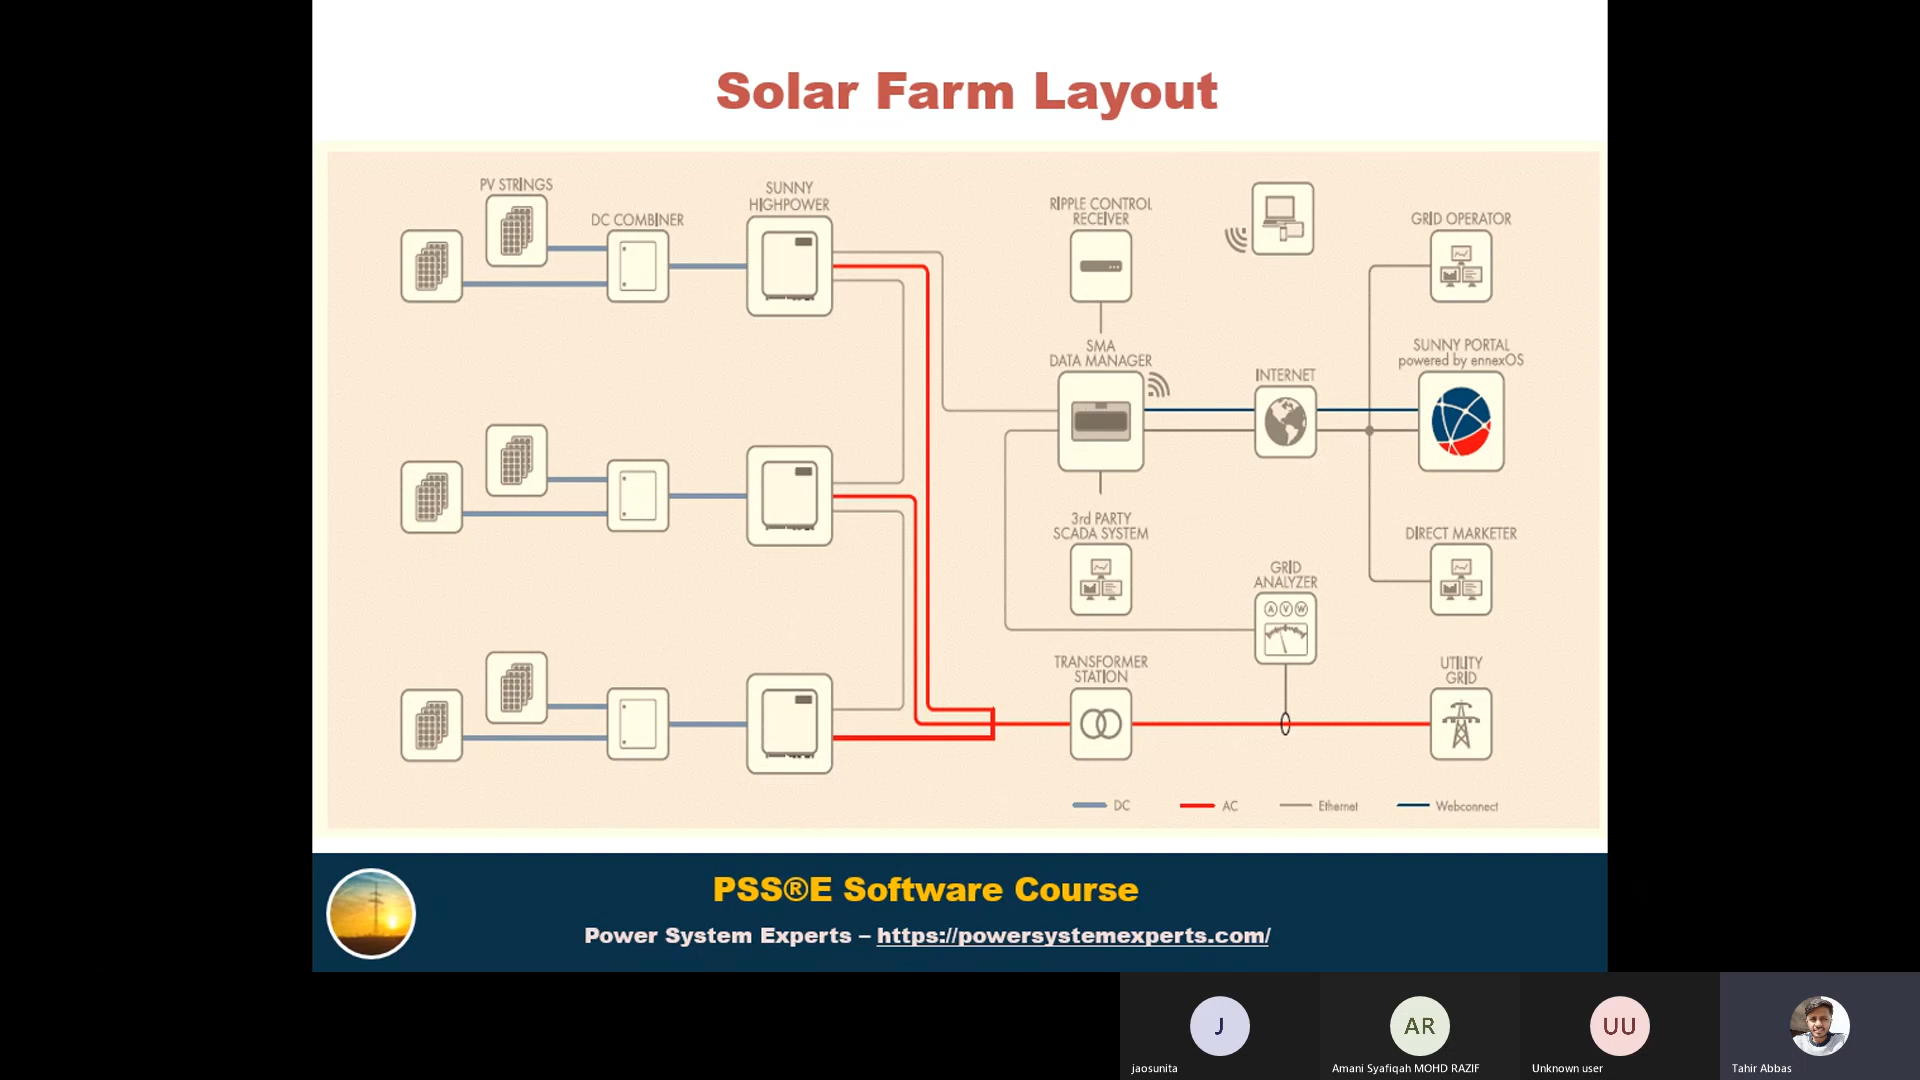 Solar Farm Layout
PV STRINGS
DC COMBINER
SUNNY
HIGHPOWER
RIPPLE CONTROL
RECEIVER
GRID OPERATOR
SMA
DATA MANAGER
INTERNET
SUNNY PORTAL
powered by ennexOS
3rd PARTY
SCADA SYSTEM
GRID
ANALYZER
A V W
DIRECT MARKETER
TRANSFORMER
STATION
UTILITY
GRID
DC
AC
Ethernet
Webconnect
PSS®E Software Course
Power System Experts – https://powersystemexperts.com/
J
AR
UU
jaosunita
Amani Syafiqah MOHD RAZIF
Unknown user
Tahir Abbas